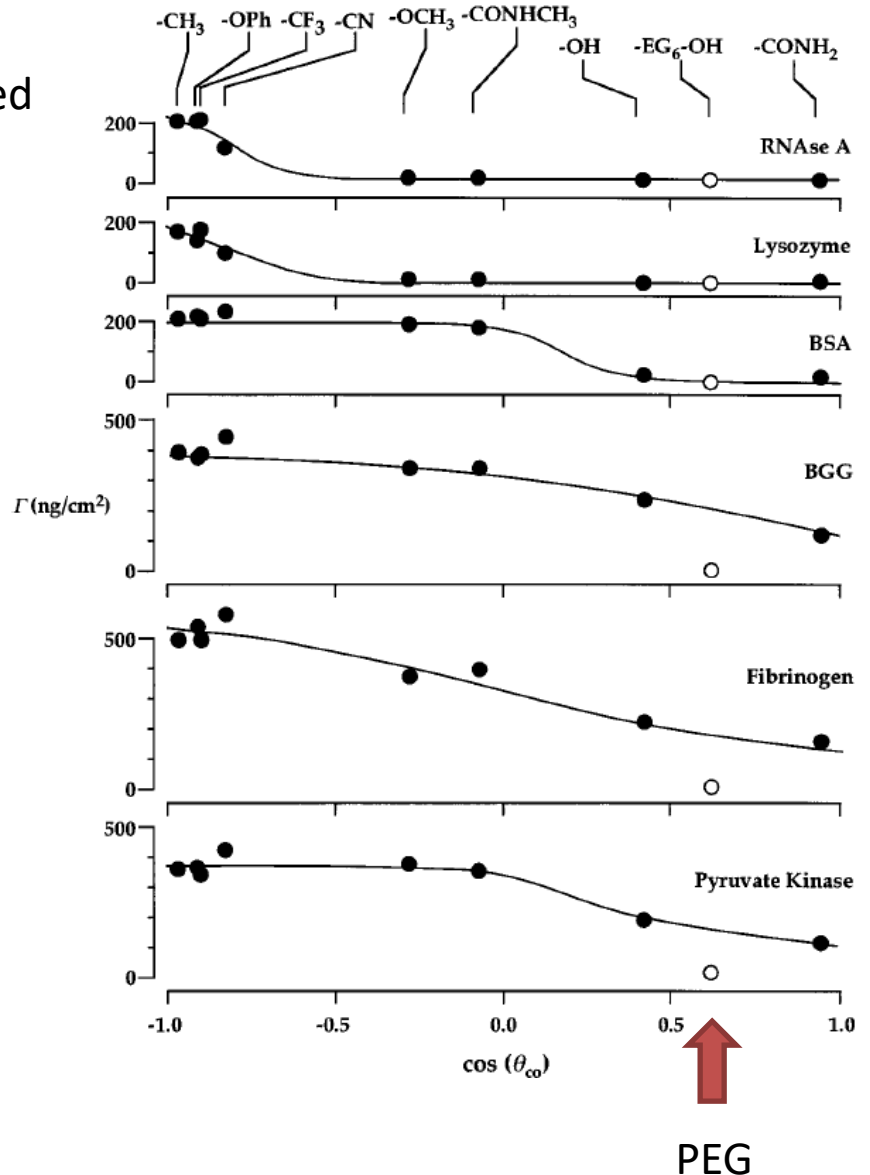 -CH₃ -OPh -CF₃ -CN -OCH₃ -CONHCH₃
-OH -EG₆-OH -CONH₂
ed
200
0
RNAse A
200
0
Lysozyme
200
0
BSA
500
0
BGG
Γ (ng/cm²)
500
0
Fibrinogen
500
0
Pyruvate Kinase
-1.0 -0.5 0.0 0.5 1.0
cos (θco)
PEG